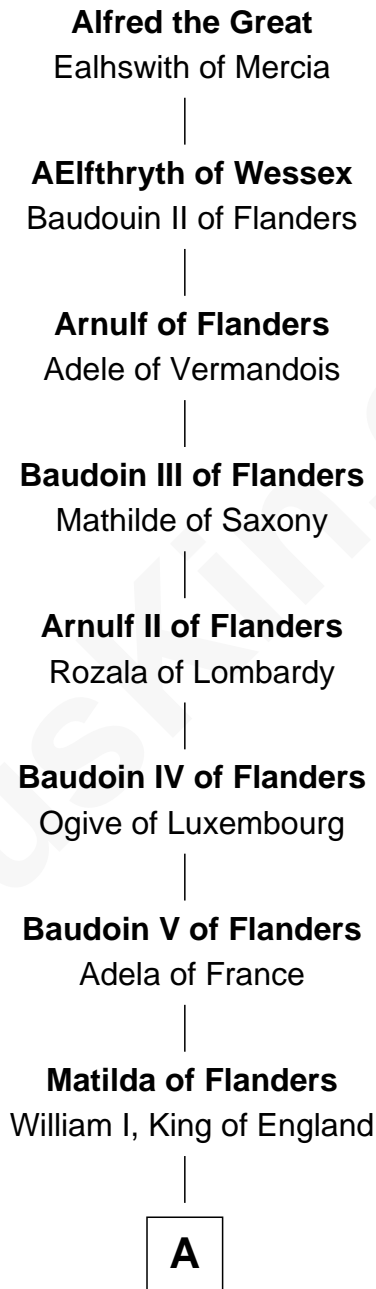 Alfred the Great
Ealhswith of Mercia
AElfthryth of Wessex
Baudouin II of Flanders
Arnulf of Flanders
Adele of Vermandois
Baudoin III of Flanders
Mathilde of Saxony
Arnulf II of Flanders
Rozala of Lombardy
Baudoin IV of Flanders
Ogive of Luxembourg
Baudoin V of Flanders
Adela of France
Matilda of Flanders
William I, King of England
A